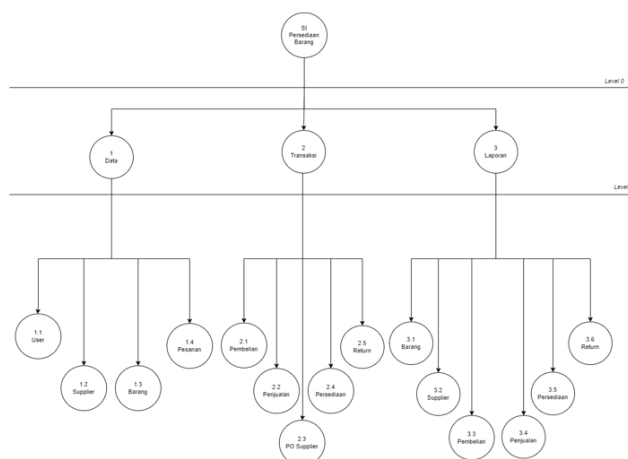 SI
Persediaan
Barang
Level 0
1
Data
2
Transaksi
3
Laporan
Level
1.1
User
1.2
Supplier
1.3
Barang
1.4
Pesanan
2.1
Pembelian
2.2
Penjualan
2.3
PO Supplier
2.4
Persediaan
2.5
Return
3.1
Barang
3.2
Supplier
3.3
Pembelian
3.4
Penjualan
3.5
Persediaan
3.6
Return